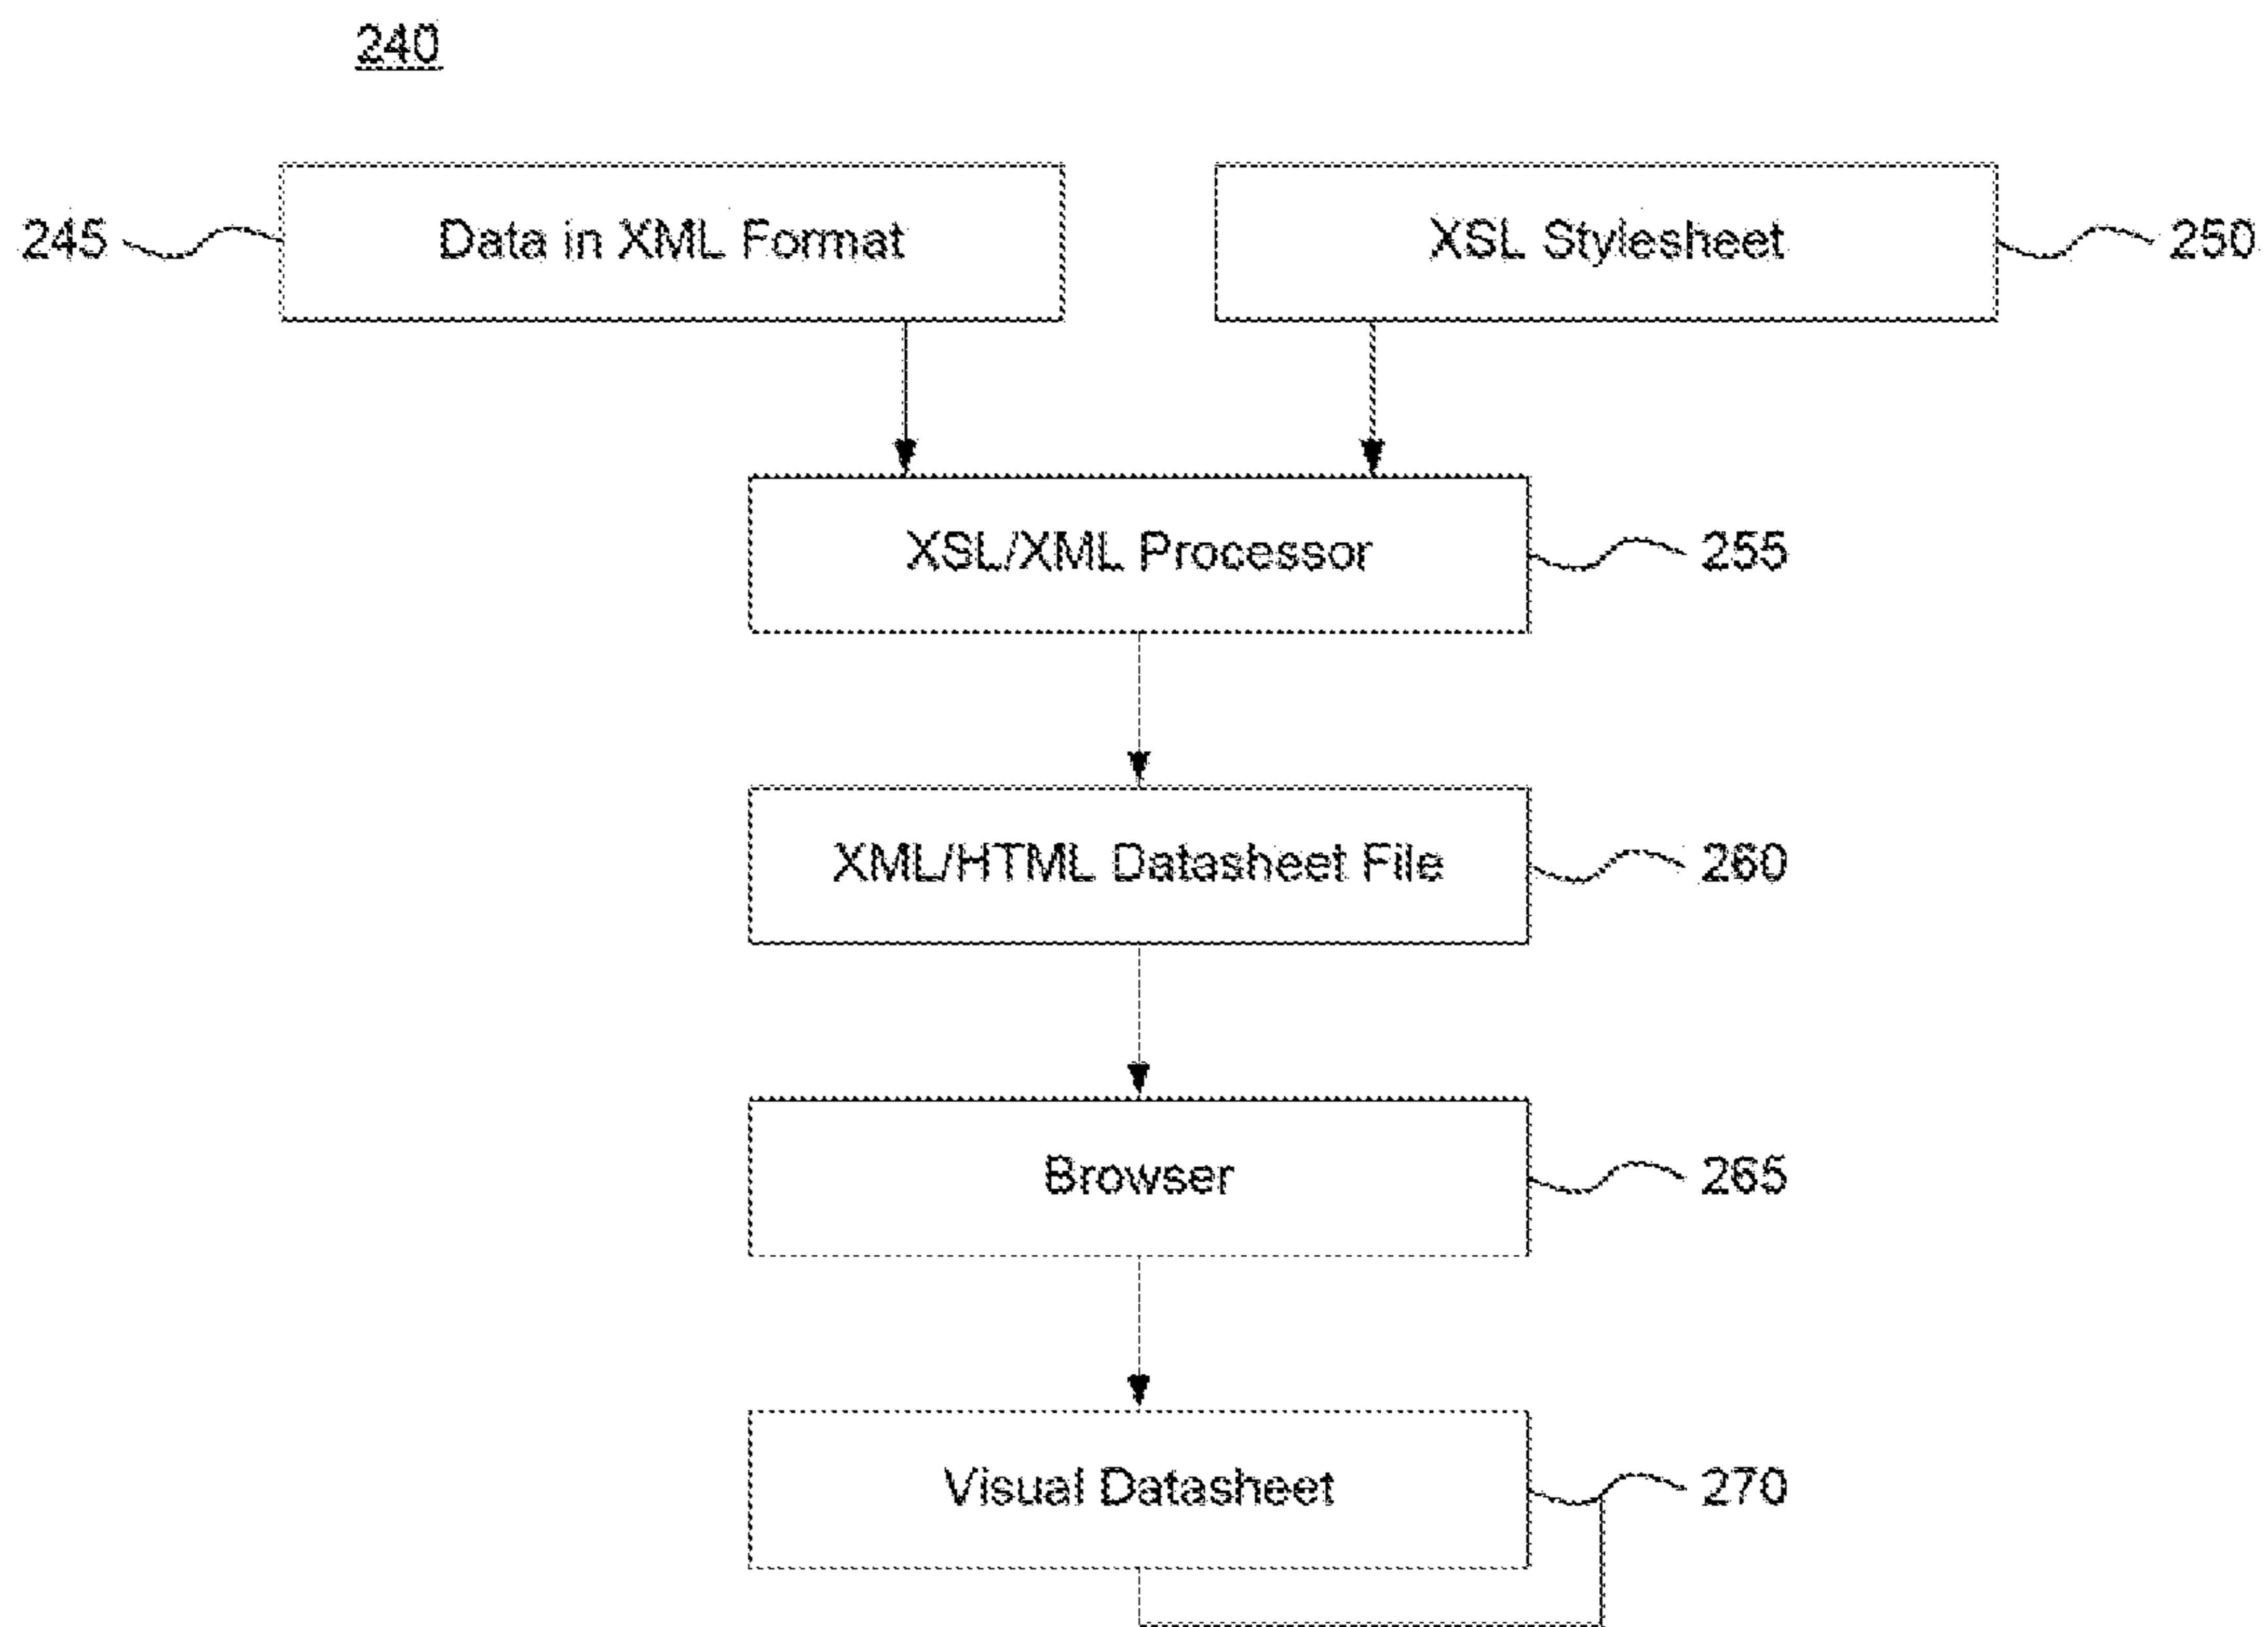 240
245 Data in XML Format XSL Stylesheet 250
XSL/XML Processor 255
XML/HTML Datasheet File 260
Browser 265
Visual Datasheet 270